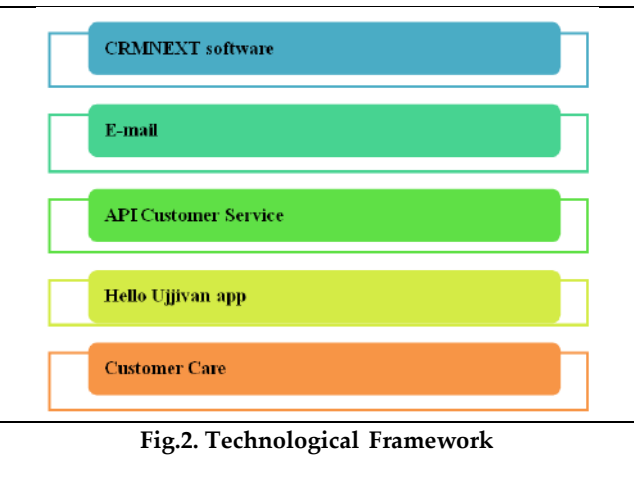 CRMNEXT software
E-mail
API Customer Service
Hello Ujjivan app
Customer Care
Fig.2. Technological Framework